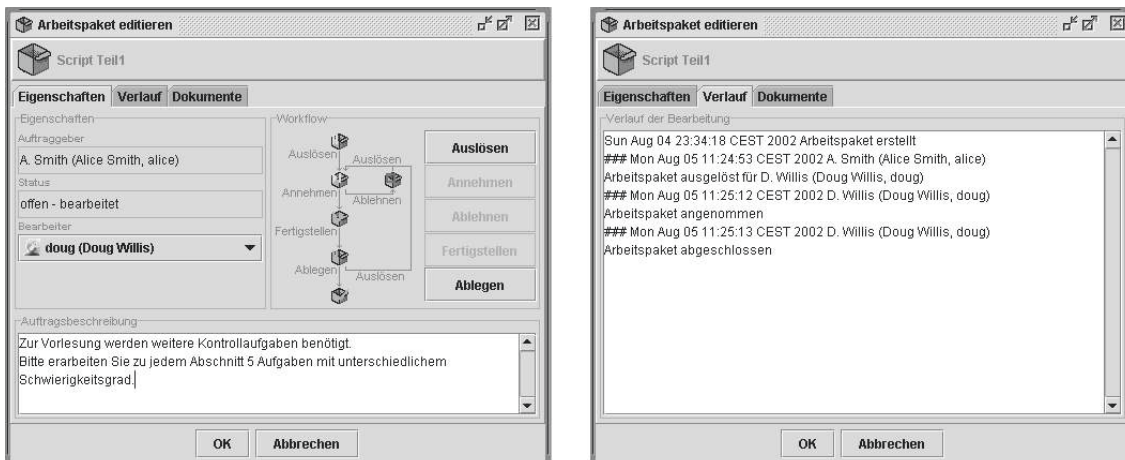 Arbeitspaket editieren
Script Teil1
Eigenschaften Verlauf Dokumente
Eigenschaften
Auftraggeber
A. Smith (Alice Smith, alice)
Status
offen - bearbeitet
Bearbeiter
doug (Doug Willis)
Workflow
Auslösen
Auslösen
Annehmen
Ablehnen
Fertigstellen
Ablegen
Auslösen
Auslösen
Annehmen
Ablehnen
Fertigstellen
Ablegen
Auftragsbeschreibung
Zur Vorlesung werden weitere Kontrollaufgaben benötigt.
Bitte erarbeiten Sie zu jedem Abschnitt 5 Aufgaben mit unterschiedlichem
Schwierigkeitsgrad.
OK Abbrechen
Arbeitspaket editieren
Script Teil1
Eigenschaften Verlauf Dokumente
Verlauf der Bearbeitung
Sun Aug 04 23:34:18 CEST 2002 Arbeitspaket erstellt
### Mon Aug 05 11:24:53 CEST 2002 A. Smith (Alice Smith, alice)
Arbeitspaket ausgelöst für D. Willis (Doug Willis, doug)
### Mon Aug 05 11:25:12 CEST 2002 D. Willis (Doug Willis, doug)
Arbeitspaket angenommen
### Mon Aug 05 11:25:13 CEST 2002 D. Willis (Doug Willis, doug)
Arbeitspaket abgeschlossen
OK Abbrechen